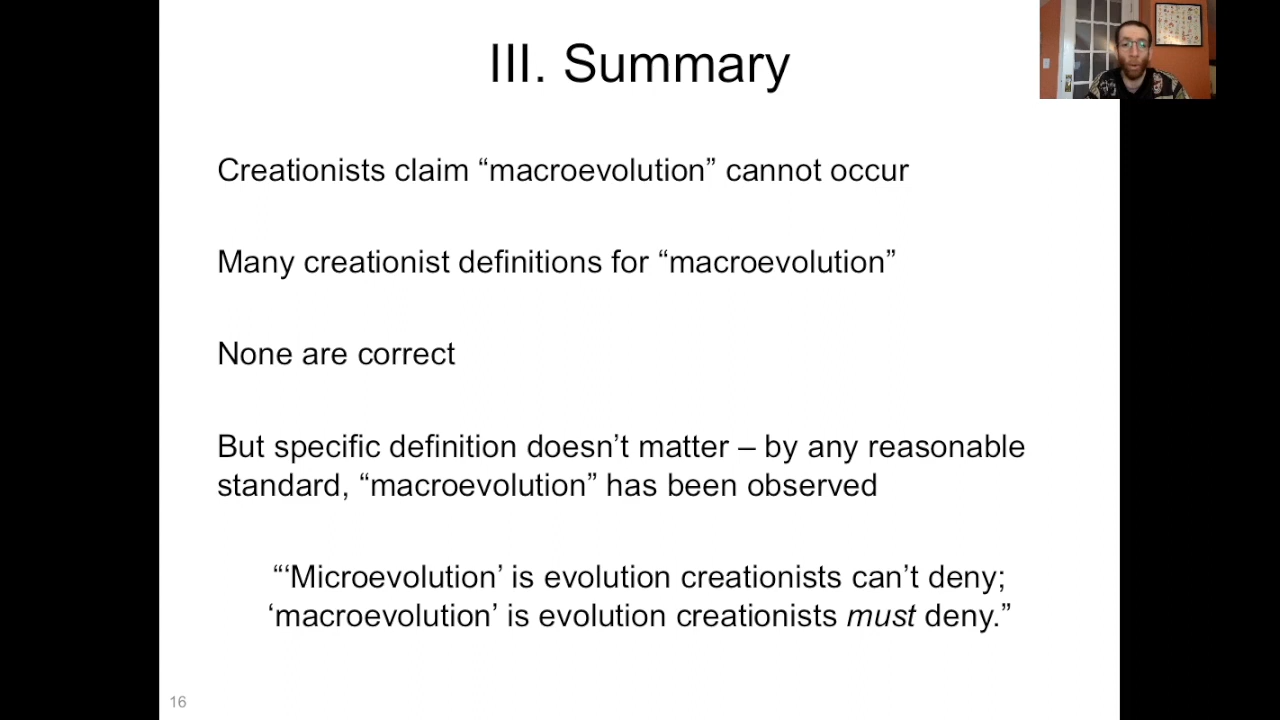 III. Summary
Creationists claim “macroevolution” cannot occur
Many creationist definitions for “macroevolution”
None are correct
But specific definition doesn’t matter – by any reasonable
standard, “macroevolution” has been observed
“‘Microevolution’ is evolution creationists can’t deny;
‘macroevolution’ is evolution creationists must deny.”
16